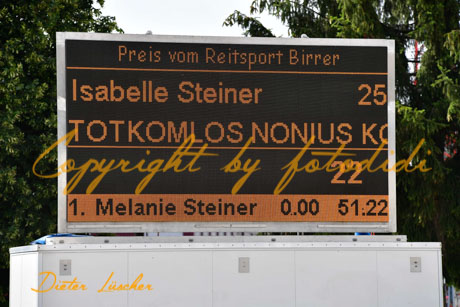 Preis vom Reitsport Birrer
Isabelle Steiner 25
TOTKOMLOS NONIUS KO
Copyright by fotodidi
22
1. Melanie Steiner 0.00 51.22
Dieter Lüscher